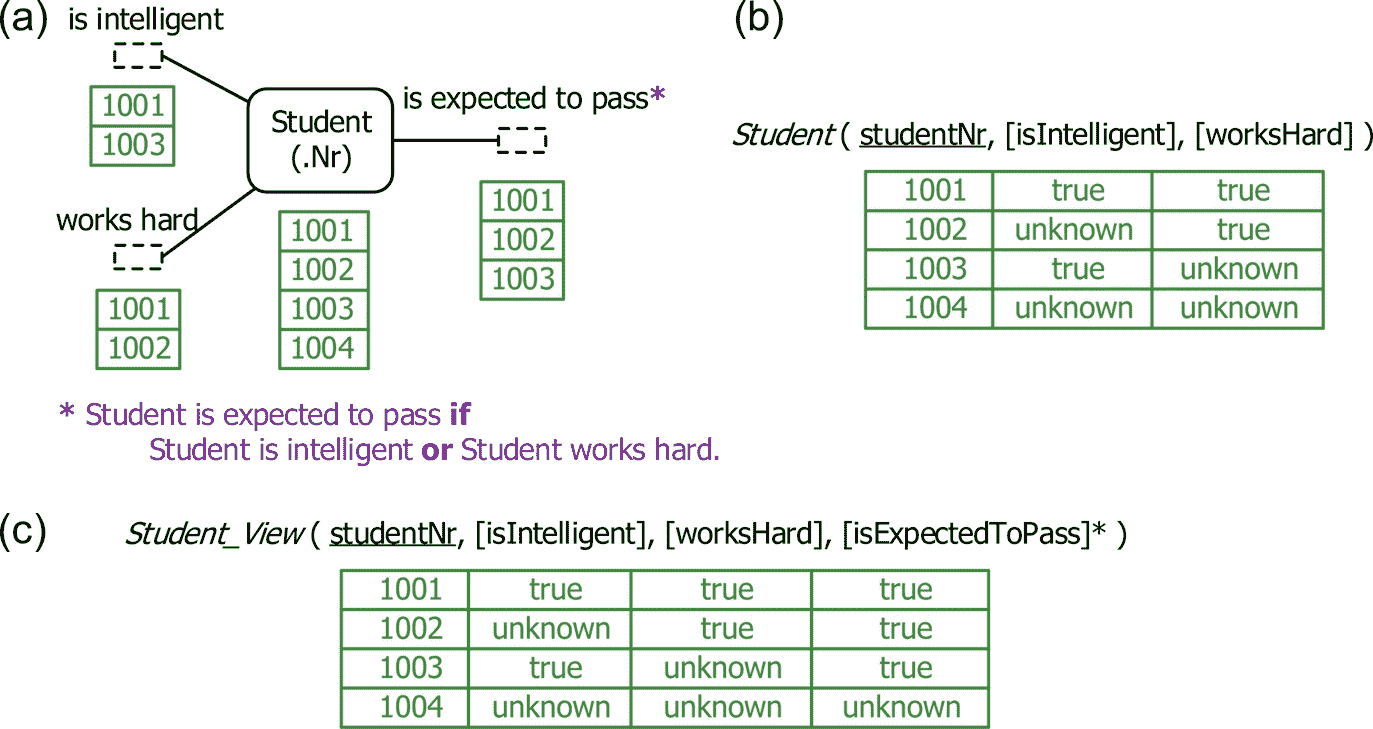 (a)
is intelligent
1001
1003
works hard
1001
1002
Student
(.Nr)
1001
1002
1003
1004
is expected to pass*
1001
1002
1003
* Student is expected to pass if
Student is intelligent or Student works hard.
(b)
Student ( studentNr, [isIntelligent], [worksHard] )
1001 true true
1002 unknown true
1003 true unknown
1004 unknown unknown
(c)
Student_View ( studentNr, [isIntelligent], [worksHard], [isExpectedToPass]* )
1001 true true true
1002 unknown true true
1003 true unknown true
1004 unknown unknown unknown